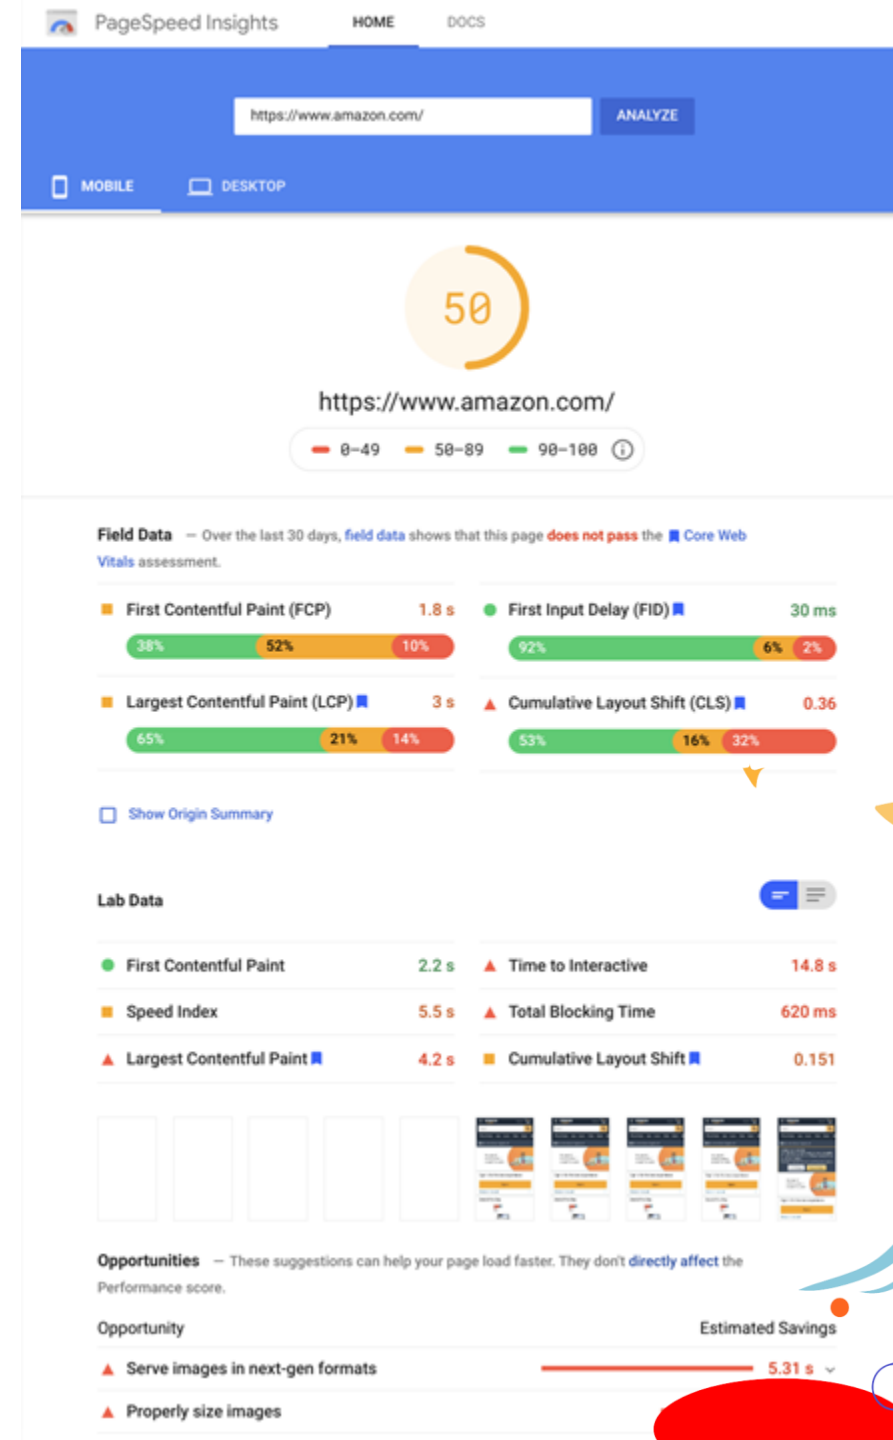 PageSpeed Insights HOME DOCS
https://www.amazon.com/ ANALYZE
MOBILE DESKTOP
50
https://www.amazon.com/
0-49 50-89 90-100
Field Data — Over the last 30 days, field data shows that this page does not pass the Core Web
Vitals assessment.
First Contentful Paint (FCP) 1.8 s
38% 52% 10%
First Input Delay (FID) 30 ms
92% 6% 2%
Largest Contentful Paint (LCP) 3 s
65% 21% 14%
Cumulative Layout Shift (CLS) 0.36
53% 16% 32%
Show Origin Summary
Lab Data
First Contentful Paint 2.2 s
Time to Interactive 14.8 s
Speed Index 5.5 s
Total Blocking Time 620 ms
Largest Contentful Paint 4.2 s
Cumulative Layout Shift 0.151
Opportunities — These suggestions can help your page load faster. They don't directly affect the
Performance score.
Opportunity Estimated Savings
Serve images in next-gen formats 5.31 s
Properly size images